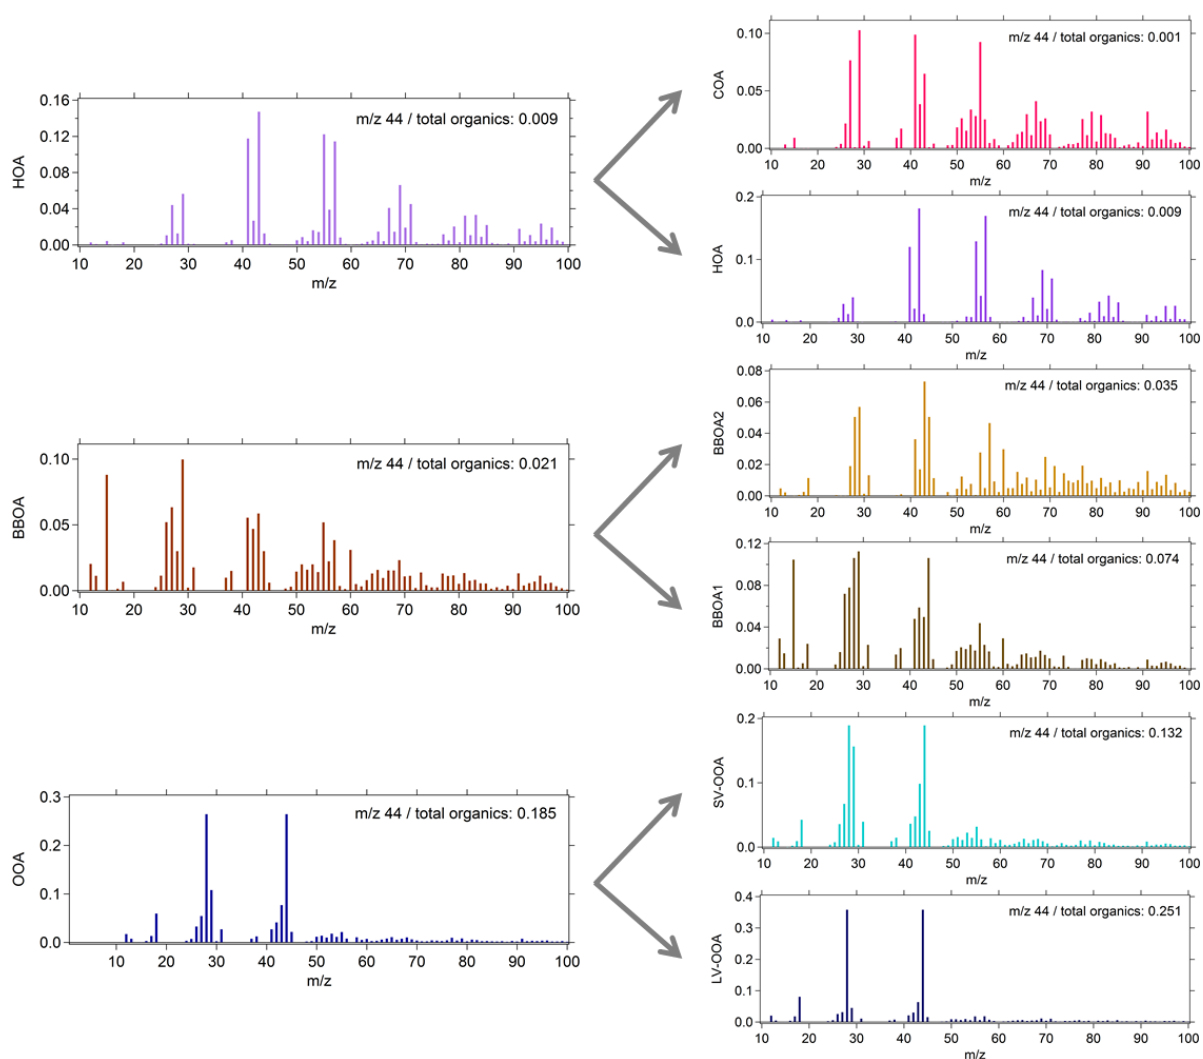 HOA
0.16
0.12
0.08
0.04
0.00
m/z 44 / total organics: 0.009
10 20 30 40 50 60 70 80 90 100
m/z
COA
0.10
0.05
0.00
m/z 44 / total organics: 0.001
10 20 30 40 50 60 70 80 90 100
m/z
HOA
0.2
0.1
0.0
m/z 44 / total organics: 0.009
10 20 30 40 50 60 70 80 90 100
m/z
BBOA
0.10
0.05
0.00
m/z 44 / total organics: 0.021
10 20 30 40 50 60 70 80 90 100
m/z
BBOA2
0.08
0.06
0.04
0.02
0.00
m/z 44 / total organics: 0.035
10 20 30 40 50 60 70 80 90 100
m/z
BBOA1
0.12
0.08
0.04
0.00
m/z 44 / total organics: 0.074
10 20 30 40 50 60 70 80 90 100
m/z
OOA
0.3
0.2
0.1
0.0
m/z 44 / total organics: 0.185
10 20 30 40 50 60 70 80 90 100
m/z
SV-OOA
0.2
0.1
0.0
m/z 44 / total organics: 0.132
10 20 30 40 50 60 70 80 90 100
m/z
LV-OOA
0.4
0.3
0.2
0.1
0.0
m/z 44 / total organics: 0.251
10 20 30 40 50 60 70 80 90 100
m/z